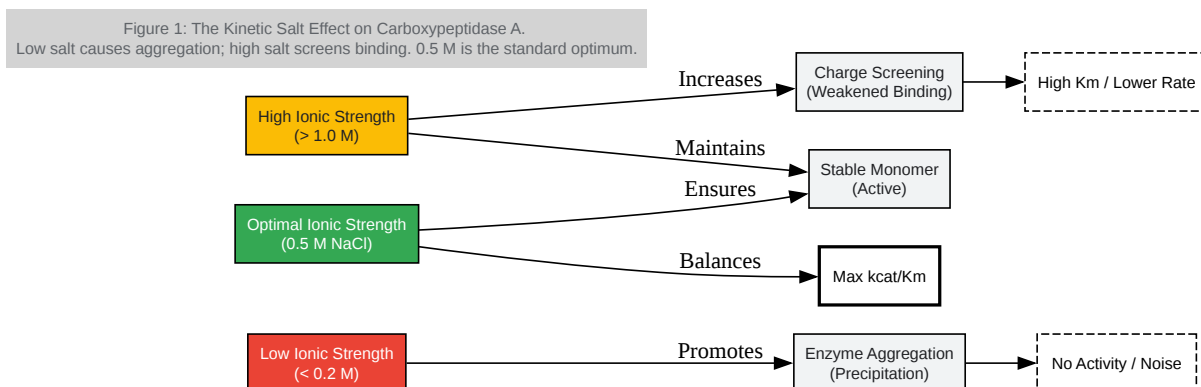 Figure 1: The Kinetic Salt Effect on Carboxypeptidase A.
Low salt causes aggregation; high salt screens binding. 0.5 M is the standard optimum.
Increases
Charge Screening
(Weakened Binding)
High Km / Lower Rate
High Ionic Strength
(> 1.0 M)
Maintains
Stable Monomer
(Active)
Ensures
Optimal Ionic Strength
(0.5 M NaCl)
Balances
Max kcat/Km
Low Ionic Strength
(< 0.2 M)
Promotes
Enzyme Aggregation
(Precipitation)
No Activity / Noise